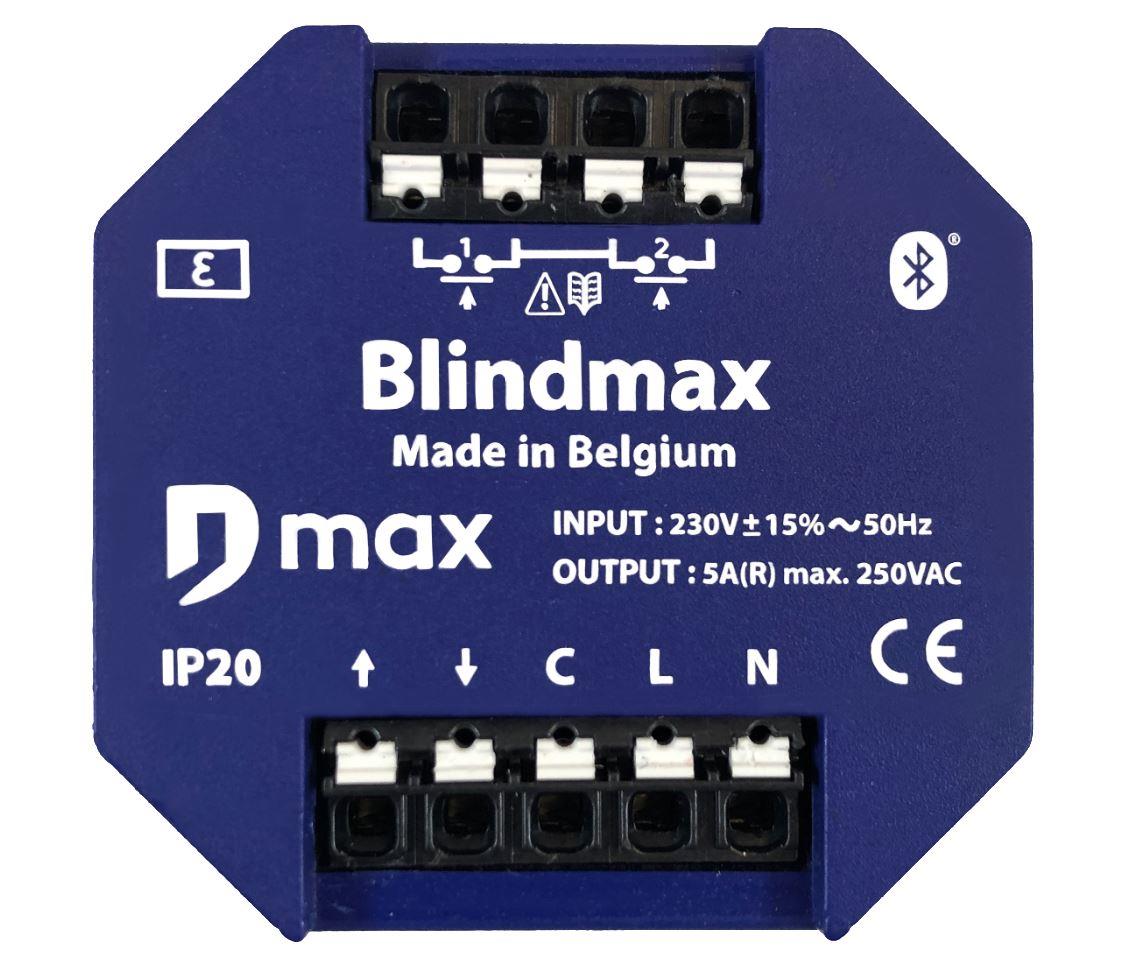 1 2
ε ®
Blindmax
Made in Belgium
max
INPUT : 230V±15%~50Hz
OUTPUT : 5A(R) max. 250VAC
IP20 ↑ ↓ C L N CE